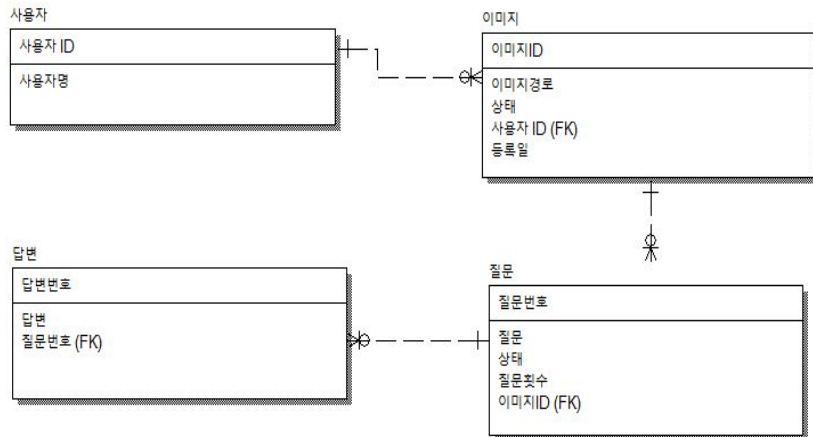 사용자
사용자 ID
사용자명
이미지
이미지ID
이미지경로
상태
사용자 ID (FK)
등록일
답변
답변번호
답변
질문번호 (FK)
질문
질문번호
질문
상태
질문횟수
이미지ID (FK)